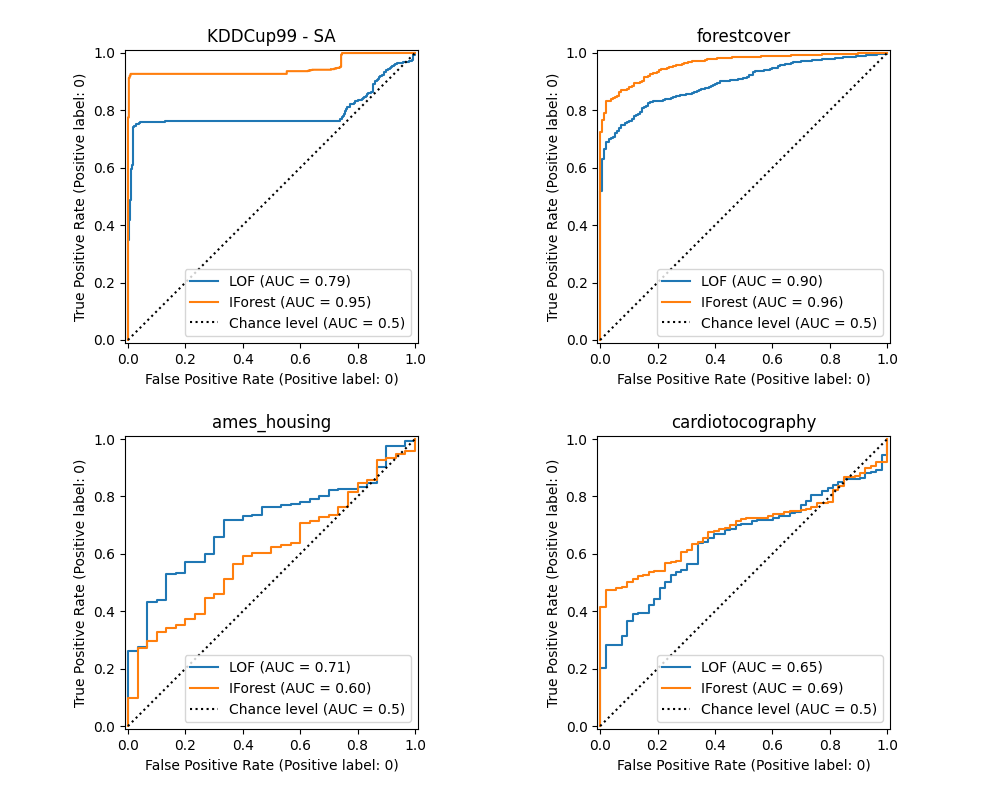 KDDCup99 - SA
True Positive Rate (Positive label: 0)
1.0
0.8
0.6
0.4
0.2
0.0
LOF (AUC = 0.79)
IForest (AUC = 0.95)
Chance level (AUC = 0.5)
0.0 0.2 0.4 0.6 0.8 1.0
False Positive Rate (Positive label: 0)
forestcover
True Positive Rate (Positive label: 0)
1.0
0.8
0.6
0.4
0.2
0.0
LOF (AUC = 0.90)
IForest (AUC = 0.96)
Chance level (AUC = 0.5)
0.0 0.2 0.4 0.6 0.8 1.0
False Positive Rate (Positive label: 0)
ames_housing
True Positive Rate (Positive label: 0)
1.0
0.8
0.6
0.4
0.2
0.0
LOF (AUC = 0.71)
IForest (AUC = 0.60)
Chance level (AUC = 0.5)
0.0 0.2 0.4 0.6 0.8 1.0
False Positive Rate (Positive label: 0)
cardiotocography
True Positive Rate (Positive label: 0)
1.0
0.8
0.6
0.4
0.2
0.0
LOF (AUC = 0.65)
IForest (AUC = 0.69)
Chance level (AUC = 0.5)
0.0 0.2 0.4 0.6 0.8 1.0
False Positive Rate (Positive label: 0)